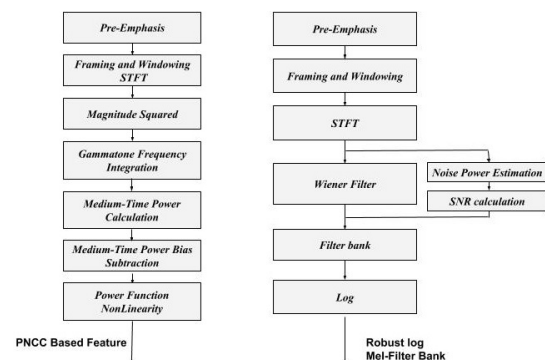 Pre-Emphasis
Framing and Windowing
STFT
Magnitude Squared
Gammatone Frequency
Integration
Medium-Time Power
Calculation
Medium-Time Power Bias
Subtraction
Power Function
NonLinearity
PNCC Based Feature
Pre-Emphasis
Framing and Windowing
STFT
Wiener Filter
Noise Power Estimation
SNR calculation
Filter bank
Log
Robust log
Mel-Filter Bank